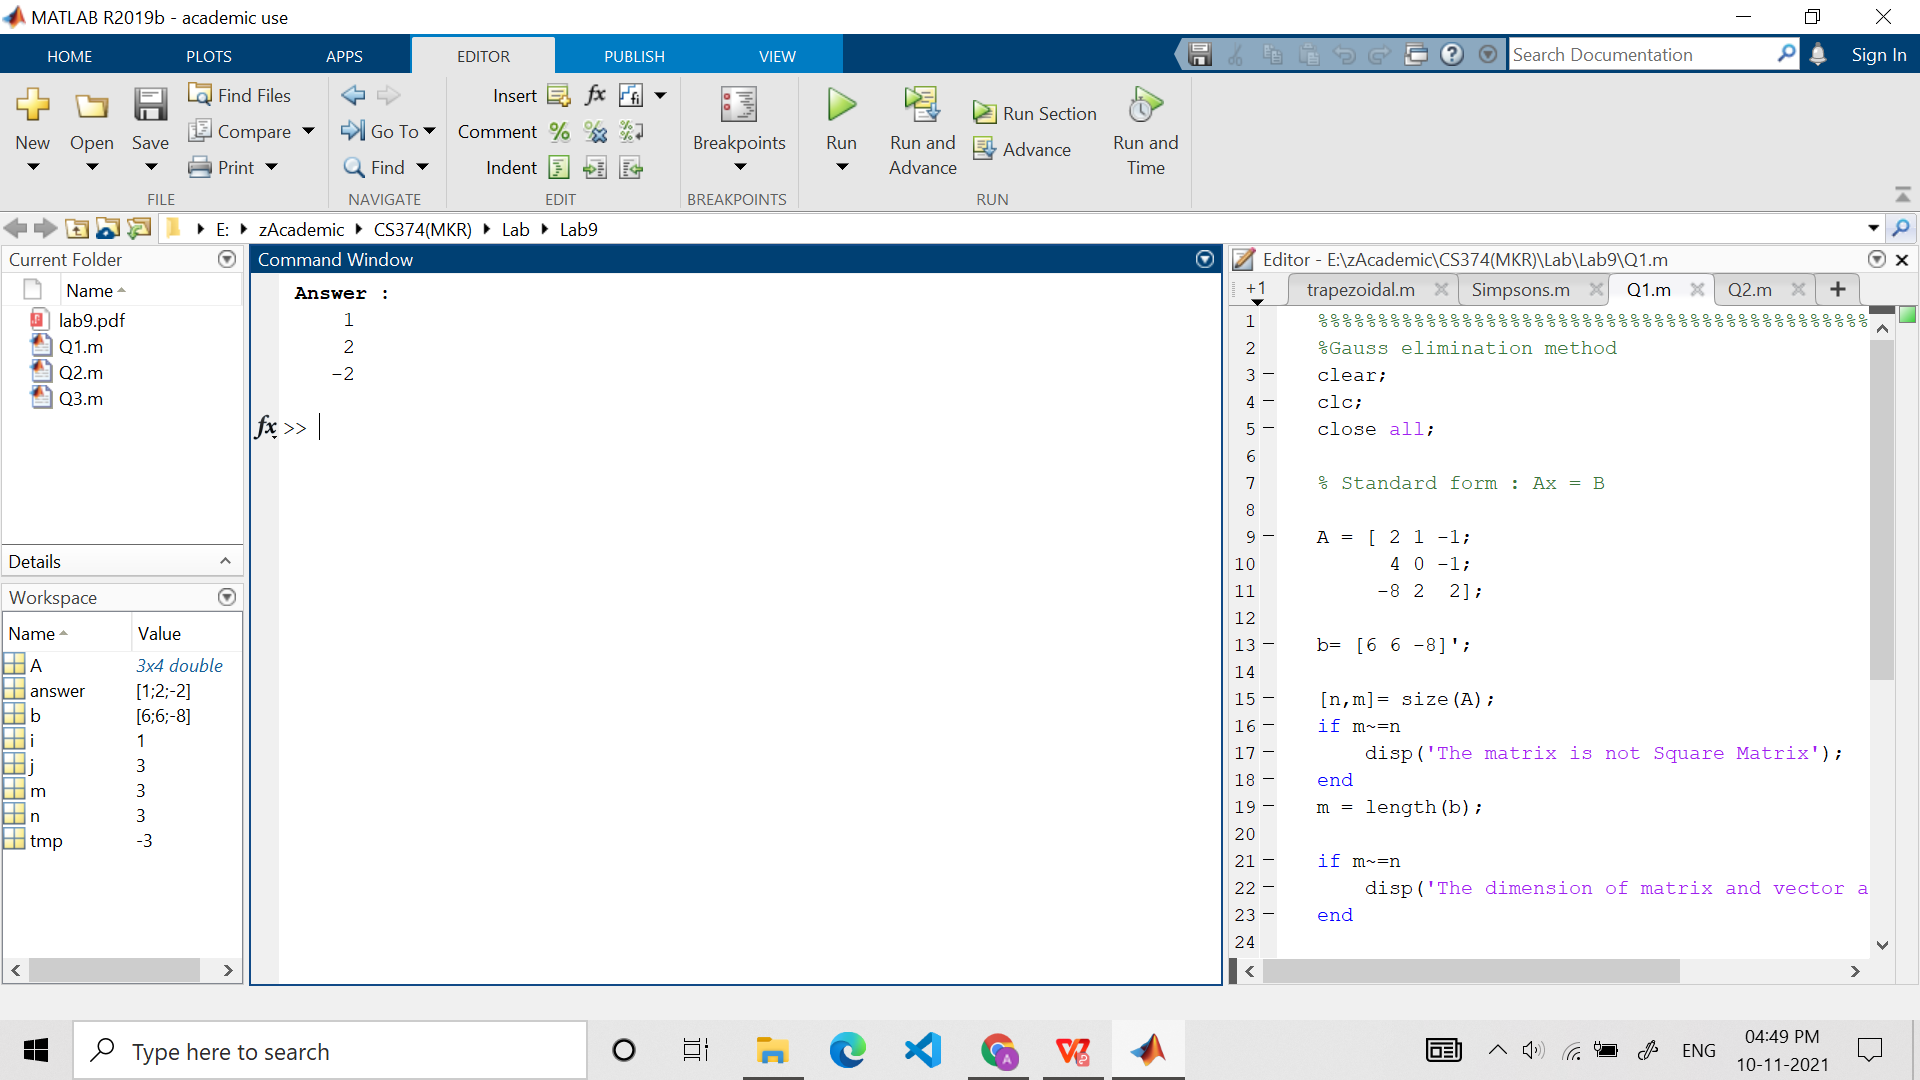 MATLAB R2019b - academic use
HOME PLOTS APPS EDITOR PUBLISH VIEW Search Documentation Sign In
New Open Save Find Files Compare Print FILE
Go To Find NAVIGATE
Insert fx fi
Comment % %
Indent EDIT
Breakpoints BREAKPOINTS
Run Run and Advance Run Section Advance Run and Time RUN
E: zAcademic CS374(MKR) Lab Lab9
Current Folder
Name
lab9.pdf
Q1.m
Q2.m
Q3.m
Details
Workspace
Name Value
A 3x4 double
answer [1;2;-2]
b [6;6;-8]
i 1
j 3
m 3
n 3
tmp -3
Command Window
Answer :
1
2
-2
fx >>
Editor - E:\zAcademic\CS374(MKR)\Lab\Lab9\Q1.m
+1 trapezoidal.m Simpsons.m Q1.m Q2.m +
1 %%%%%%%%%%%%%%%%%%%%%%%%%%%%%%%%%%%%%%%%%%%%%%
2 %Gauss elimination method
3 clear;
4 clc;
5 close all;
6
7 % Standard form : Ax = B
8
9 A = [ 2 1 -1;
10 4 0 -1;
11 -8 2 2];
12
13 b= [6 6 -8]';
14
15 [n,m]= size(A);
16 if m~=n
17 disp('The matrix is not Square Matrix');
18 end
19 m = length(b);
20
21 if m~=n
22 disp('The dimension of matrix and vector a
23 end
24
Type here to search
ENG
04:49 PM
10-11-2021